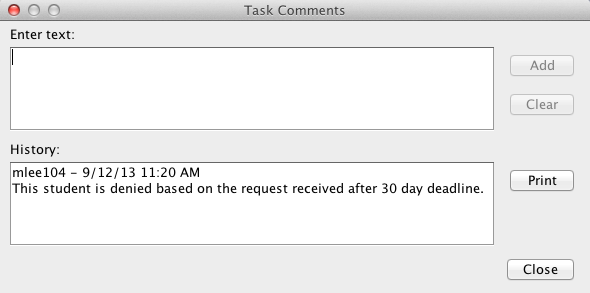 Task Comments
Enter text:
Add
Clear
History:
mlee104 - 9/12/13 11:20 AM
This student is denied based on the request received after 30 day deadline.
Print
Close